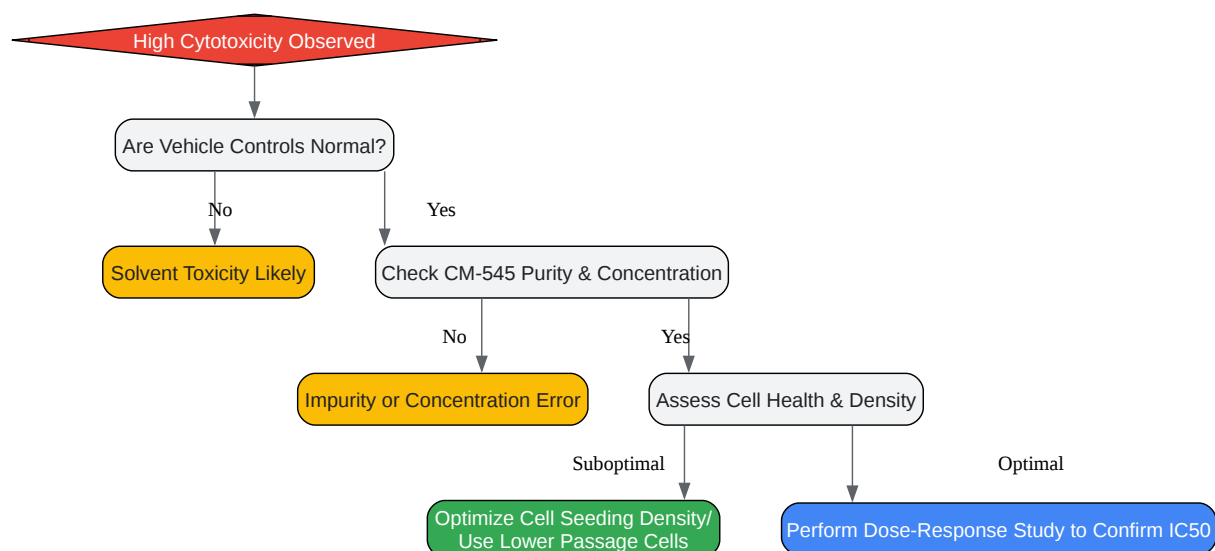 High Cytotoxicity Observed
Are Vehicle Controls Normal?
No
Yes
Solvent Toxicity Likely
Check CM-545 Purity & Concentration
No
Yes
Impurity or Concentration Error
Assess Cell Health & Density
Suboptimal
Optimal
Optimize Cell Seeding Density/
Use Lower Passage Cells
Perform Dose-Response Study to Confirm IC50